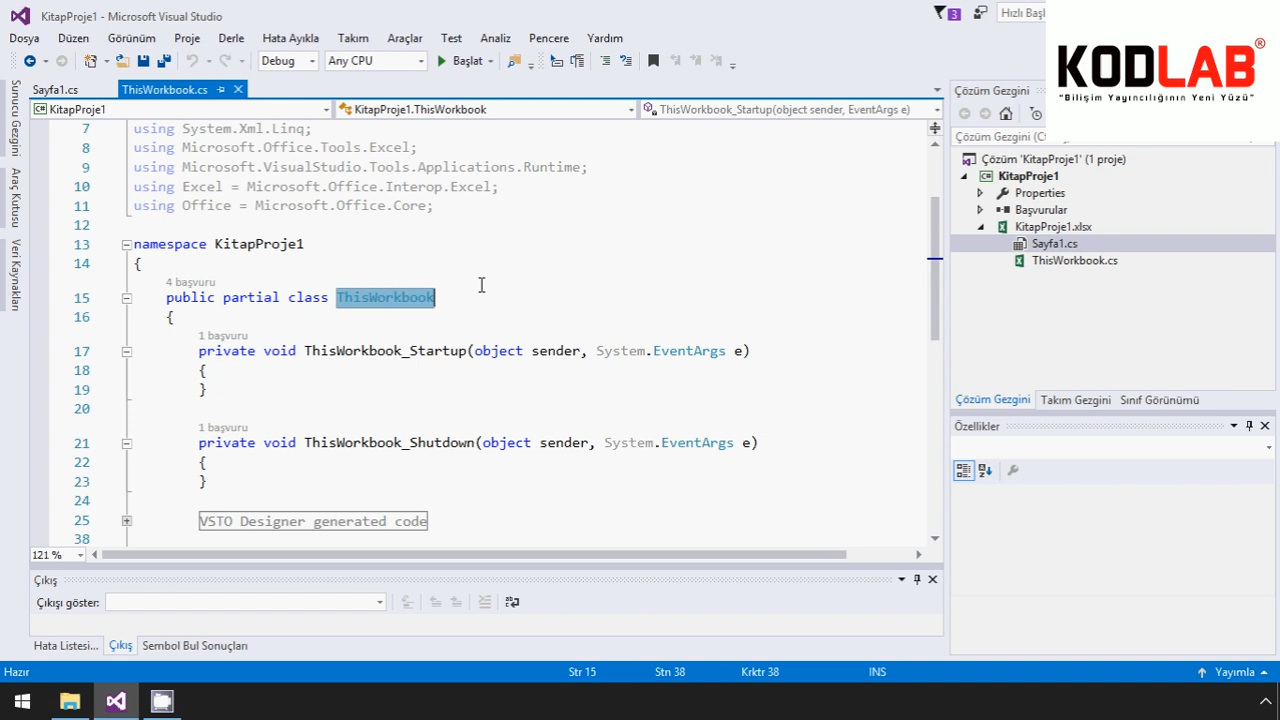 KitapProje1 - Microsoft Visual Studio
3
Hızlı Baş
KODLAB®
"Bilişim Yayıncılığının Yeni Yüzü"
Dosya Düzen Görünüm Proje Derle Hata Ayıkla Takım Araçlar Test Analiz Pencere Yardım
Debug Any CPU Başlat
Sunucu Gezgini
Araç Kutusu
Veri Kaynakları
Sayfa1.cs ThisWorkbook.cs
KitapProje1 KitapProje1.ThisWorkbook ThisWorkbook_Startup(object sender, EventArgs e)
7 using System.Xml.Linq;
8 using Microsoft.Office.Tools.Excel;
9 using Microsoft.VisualStudio.Tools.Applications.Runtime;
10 using Excel = Microsoft.Office.Interop.Excel;
11 using Office = Microsoft.Office.Core;
12
13 namespace KitapProje1
14 {
4 başvuru
15 public partial class ThisWorkbook
16 {
1 başvuru
17 private void ThisWorkbook_Startup(object sender, System.EventArgs e)
18 {
19 }
20
1 başvuru
21 private void ThisWorkbook_Shutdown(object sender, System.EventArgs e)
22 {
23 }
24
25 VSTO Designer generated code
38
121 %
Çıkış
Çıkışı göster:
Hata Listesi... Çıkış Sembol Bul Sonuçları
Çözüm Gezgini
Çözüm Gezgini (Ct
Çözüm 'KitapProje1' (1 proje)
KitapProje1
Properties
Başvurular
KitapProje1.xlsx
Sayfa1.cs
ThisWorkbook.cs
Çözüm Gezgini Takım Gezgini Sınıf Görünümü
Özellikler
Hazır Str 15 Stn 38 Krktr 38 INS Yayımla